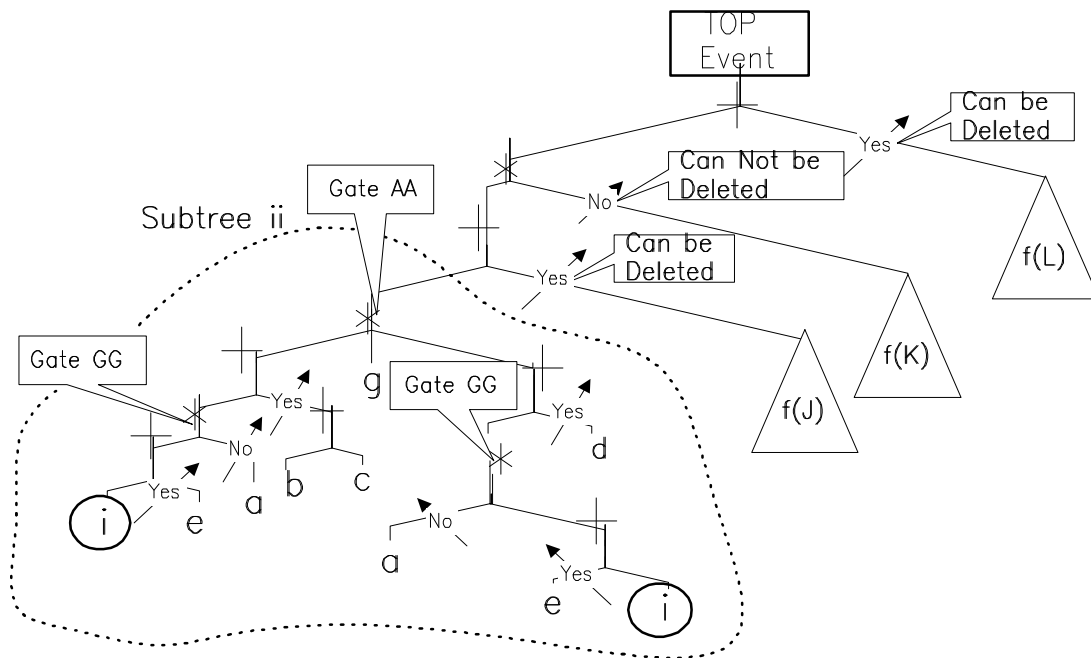 TOP
Event
Can be
Deleted
Yes
Can Not be
Deleted
Gate AA
No
Subtree ii
Can be
Deleted
Yes
f(L)
f(K)
f(J)
Gate GG
g
Gate GG
Yes
Yes
No
d
Yes
a
b
c
i
e
No
a
Yes
e
i